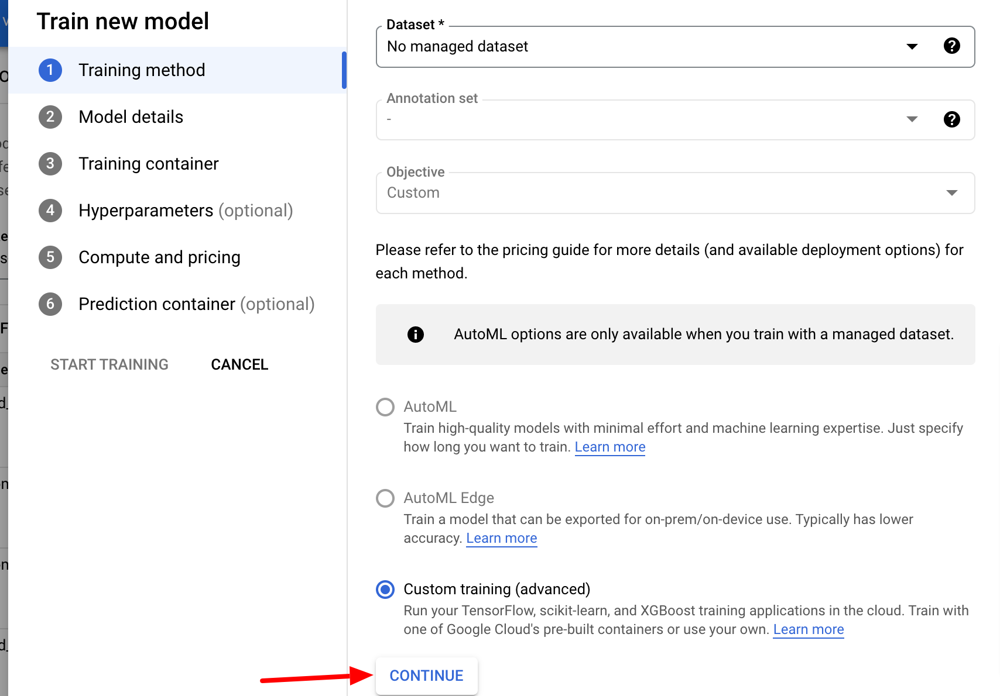 Train new model
1 Training method
2 Model details
3 Training container
4 Hyperparameters (optional)
5 Compute and pricing
6 Prediction container (optional)
START TRAINING CANCEL
Dataset *
No managed dataset
Annotation set
-
Objective
Custom
Please refer to the pricing guide for more details (and available deployment options) for
each method.
AutoML options are only available when you train with a managed dataset.
AutoML
Train high-quality models with minimal effort and machine learning expertise. Just specify
how long you want to train. Learn more
AutoML Edge
Train a model that can be exported for on-prem/on-device use. Typically has lower
accuracy. Learn more
Custom training (advanced)
Run your TensorFlow, scikit-learn, and XGBoost training applications in the cloud. Train with
one of Google Cloud's pre-built containers or use your own. Learn more
CONTINUE